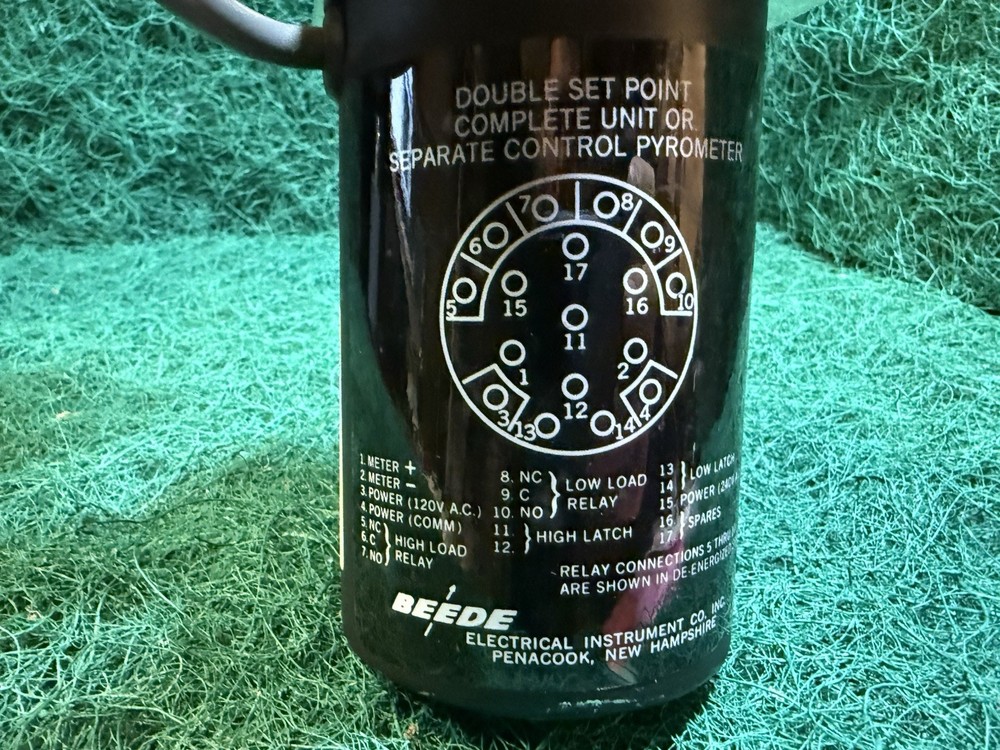 DOUBLE SET POINT
COMPLETE UNIT OR
SEPARATE CONTROL PYROMETER
7 8
6 9
17
5 15 16 10
11
1 2
3 12 4
13 14
1. METER +
2. METER -
3. POWER (120V A.C.)
4. POWER (COMM)
5. NC
6. C HIGH LOAD
7. NO RELAY
8. NC LOW LOAD
9. C RELAY
10. NO
11. HIGH LATCH
12.
13 LOW LATCH
14
15. POWER (240V
16 SPARES
17
RELAY CONNECTIONS 5 THRU
ARE SHOWN IN DE-ENERGIZED
BEEDE
ELECTRICAL INSTRUMENT CO. INC.
PENACOOK, NEW HAMPSHIRE